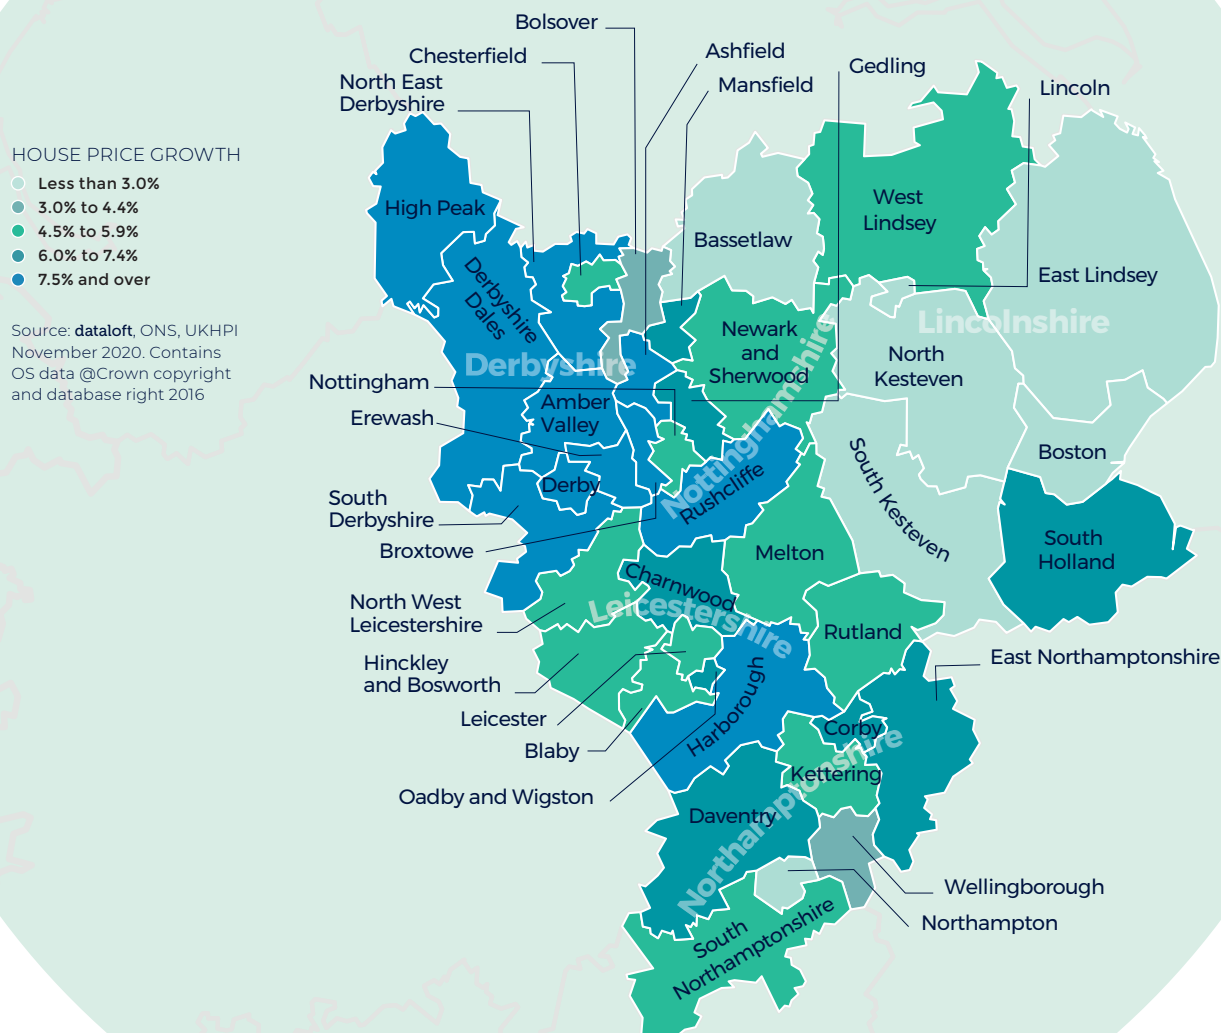 Bolsover
Chesterfield
Ashfield
Gedling
North East
Derbyshire
Mansfield
Lincoln
HOUSE PRICE GROWTH
Less than 3.0%
3.0% to 4.4%
4.5% to 5.9%
6.0% to 7.4%
7.5% and over
Source: dataloft, ONS, UKHPI
November 2020. Contains
OS data @Crown copyright
and database right 2016
High Peak
West
Lindsey
Bassetlaw
East Lindsey
Derbyshire
Dales
Lincolnshire
Newark
and
Sherwood
North
Kesteven
Derbyshire
Nottinghamshire
Nottingham
Amber
Valley
Erewash
Boston
South Kesteven
Derby
Rushcliffe
South
Derbyshire
South
Holland
Broxtowe
Melton
Charnwood
North West
Leicestershire
Leicestershire
Rutland
Hinckley
and Bosworth
East Northamptonshire
Harborough
Leicester
Corby
Blaby
Kettering
Oadby and Wigston
Daventry
Northamptonshire
Wellingborough
Northampton
South
Northamptonshire